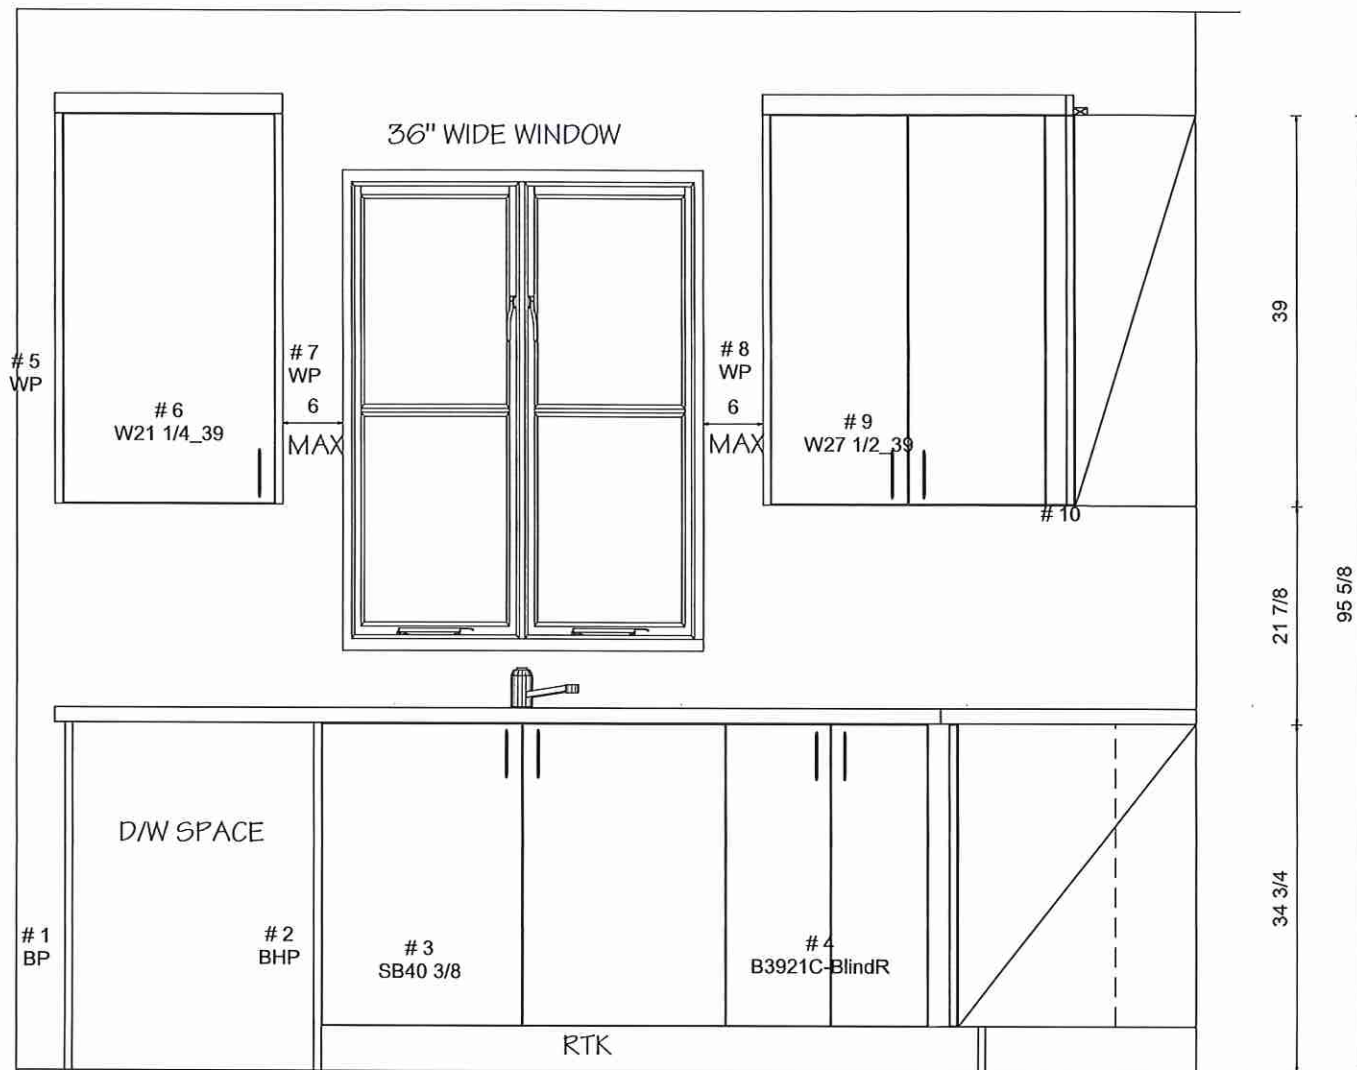 36" WIDE WINDOW
39
# 5
WP
# 7
WP
# 8
WP
6
MAX
6
MAX
# 6
W21 1/4_39
# 9
W27 1/2_39
# 10
21 7/8
95 5/8
D/W SPACE
34 3/4
# 1
BP
# 2
BHP
# 3
SB40 3/8
# 4
B3921C-BlindR
RTK